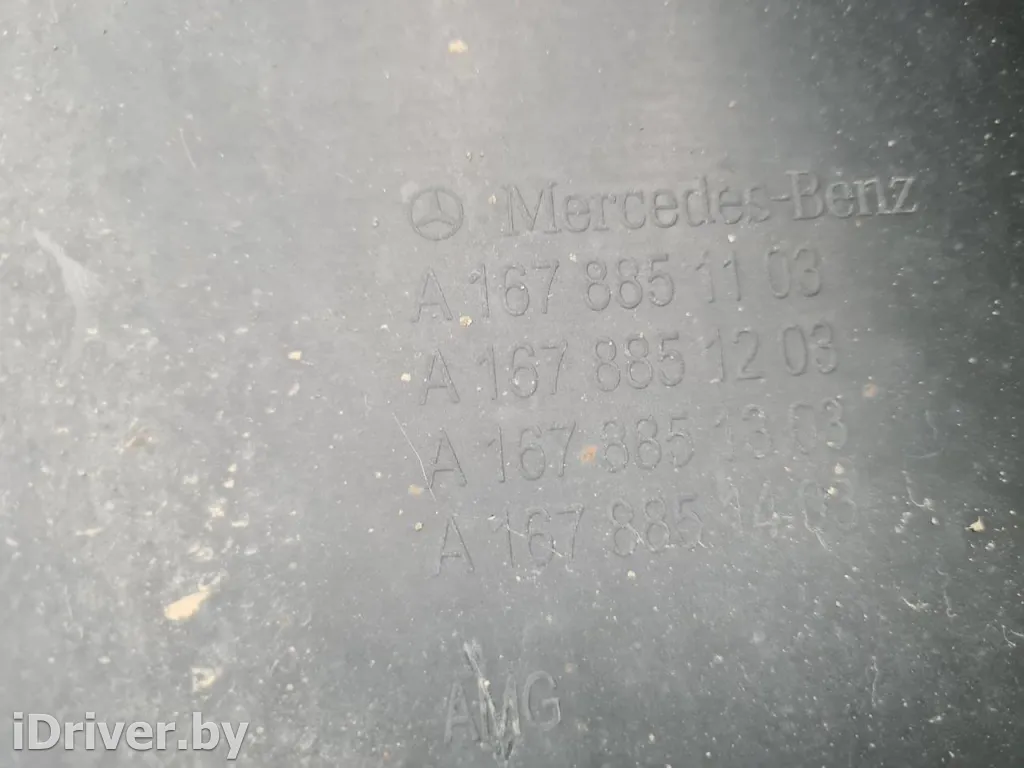 Mercedes-Benz
A 167 885 11 03
A 167 885 12 03
A 167 885 13 03
A 167 885 14 03
AMG
iDriver.by